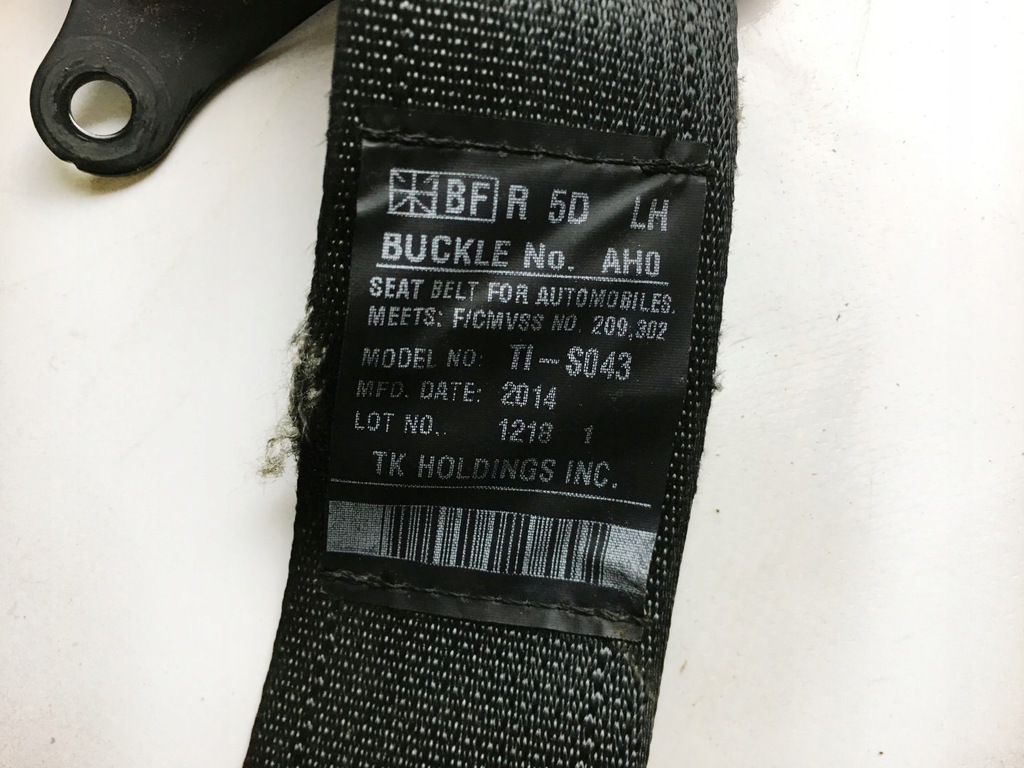 BF R 5D LH
BUCKLE No. AH0
SEAT BELT FOR AUTOMOBILES.
MEETS: F/CMVSS NO. 209,302
MODEL NO: TI-S043
MFD. DATE: 2014
LOT NO. 1218 1
TK HOLDINGS INC.